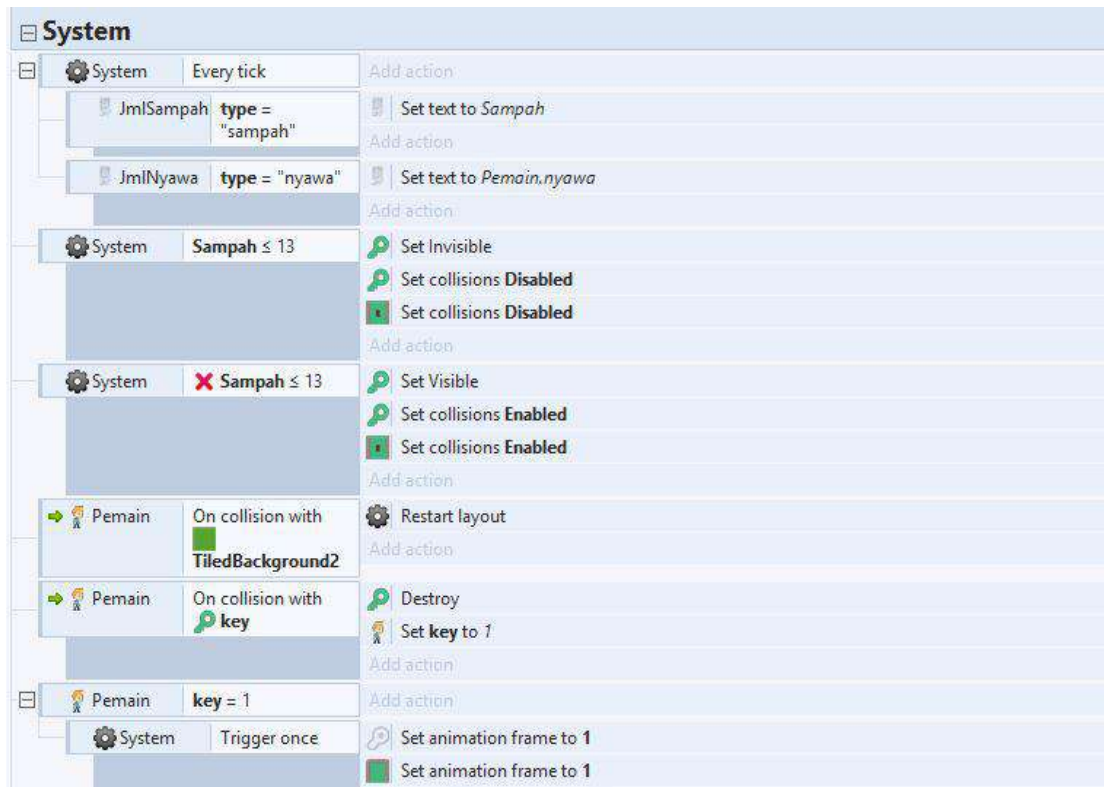 System
System Every tick Add action
JmlSampah type = "sampah" Set text to Sampah
Add action
JmlNyawa type = "nyawa" Set text to Pemain.nyawa
Add action
System Sampah ≤ 13 Set Invisible
Set collisions Disabled
Set collisions Disabled
Add action
System Sampah ≤ 13 Set Visible
Set collisions Enabled
Set collisions Enabled
Add action
Pemain On collision with TiledBackground2 Restart layout
Add action
Pemain On collision with key Destroy
Set key to 1
Add action
Pemain key = 1 Add action
System Trigger once Set animation frame to 1
Set animation frame to 1